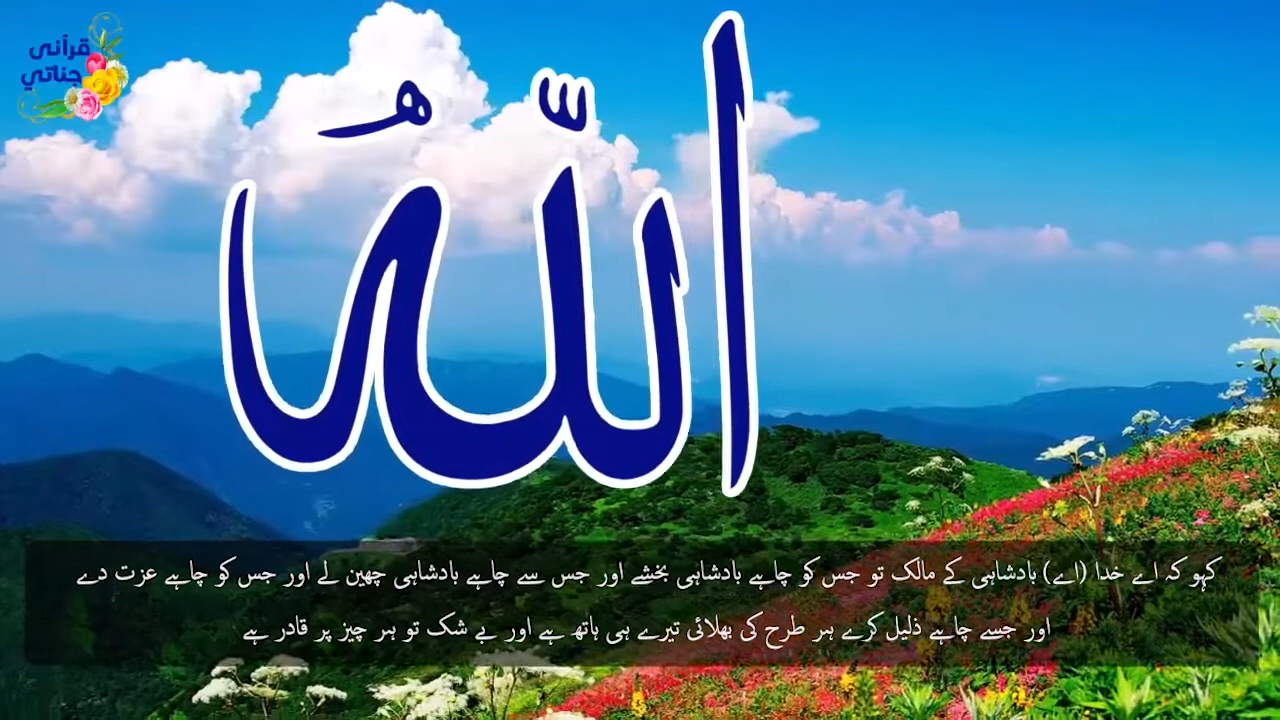 قرآنی
جناتي
اللهُ
کہو کہ اے خدا (اے) بادشاہی کے مالک تو جس کو چاہے بادشاہی بخشے اور جس سے چاہے بادشاہی چھین لے اور جس کو چاہے عزت دے
اور جسے چاہے ذلیل کرے ہر طرح کی بھلائی تیرے ہی ہاتھ ہے اور بے شک تو ہر چیز پر قادر ہے